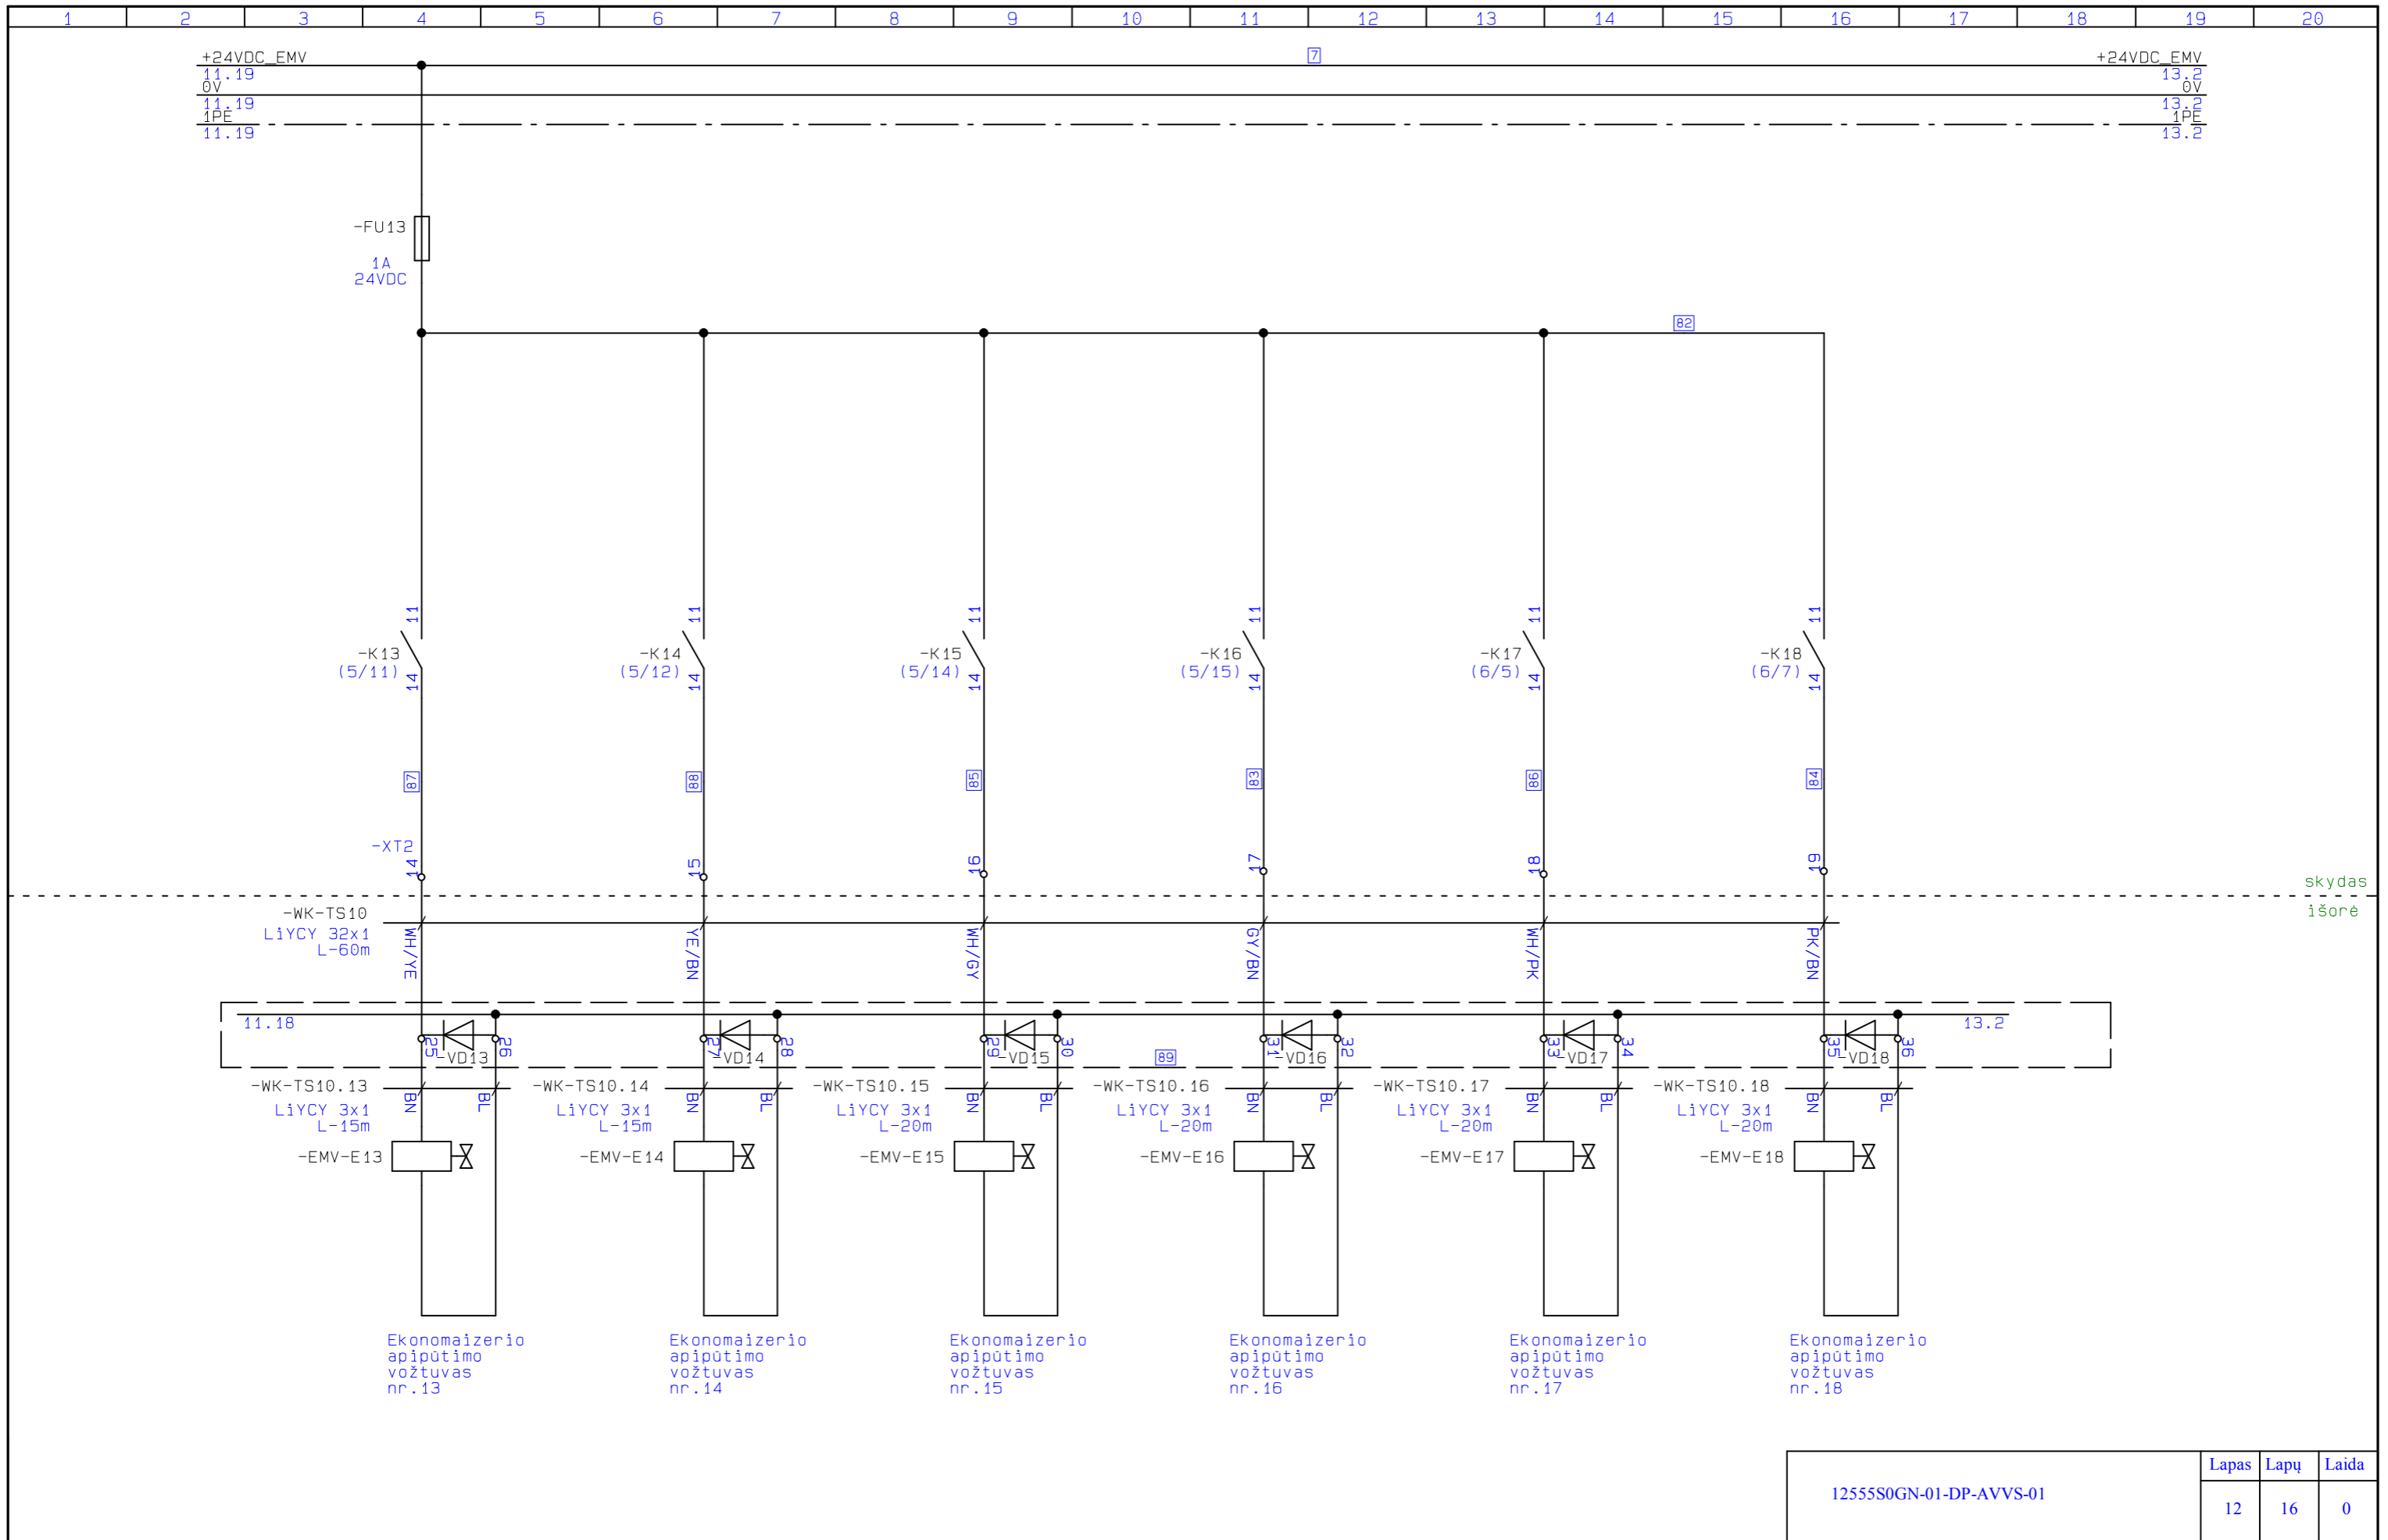 1 2 3 4 5 6 7 8 9 10 11 12 13 14 15 16 17 18 19 20
+24VDC_EMV 7 +24VDC_EMV
11.19 13.2
0V 0V
11.19 13.2
1PE 1PE
11.19 13.2
-FU13
1A
24VDC
82
11 11 11 11 11 11
-K13 -K14 -K15 -K16 -K17 -K18
(5/11) (5/12) (5/14) (5/15) (6/5) (6/7)
14 14 14 14 14 14
87 88 85 83 86 84
-XT2
14 15 16 17 18 19
skydas
išorė
-WK-TS10
LiYCY 32x1
L-60m
WH/YE YE/BN WH/GY GY/BN WH/PK PK/BN
11.18 13.2
25 26 27 28 29 30 31 32 33 34 35 36
-VD13 -VD14 -VD15 89 -VD16 -VD17 -VD18
-WK-TS10.13 -WK-TS10.14 -WK-TS10.15 -WK-TS10.16 -WK-TS10.17 -WK-TS10.18
BN BL BN BL BN BL BN BL BN BL BN BL
LiYCY 3x1 LiYCY 3x1 LiYCY 3x1 LiYCY 3x1 LiYCY 3x1 LiYCY 3x1
L-15m L-15m L-20m L-20m L-20m L-20m
-EMV-E13 -EMV-E14 -EMV-E15 -EMV-E16 -EMV-E17 -EMV-E18
Ekonomaizerio Ekonomaizerio Ekonomaizerio Ekonomaizerio Ekonomaizerio Ekonomaizerio
apipūtimo apipūtimo apipūtimo apipūtimo apipūtimo apipūtimo
vožtuvas vožtuvas vožtuvas vožtuvas vožtuvas vožtuvas
nr.13 nr.14 nr.15 nr.16 nr.17 nr.18
Lapas Lapų Laida
12555S0GN-01-DP-AVVS-01
12 16 0